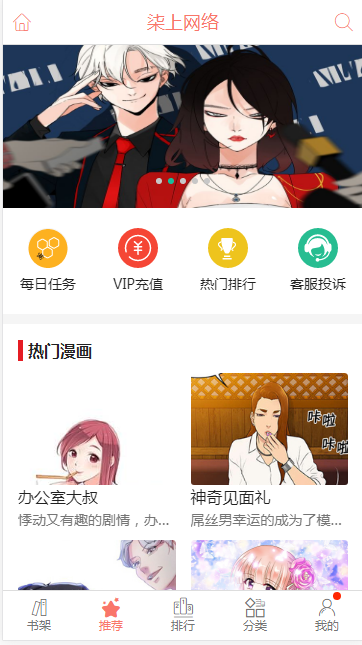 柒上网络
每日任务 VIP充值 热门排行 客服投诉
热门漫画
咔啦
咔啦
办公室大叔 神奇见面礼
悸动又有趣的剧情，办... 屌丝男幸运的成为了模...
书架 推荐 排行 分类 我的